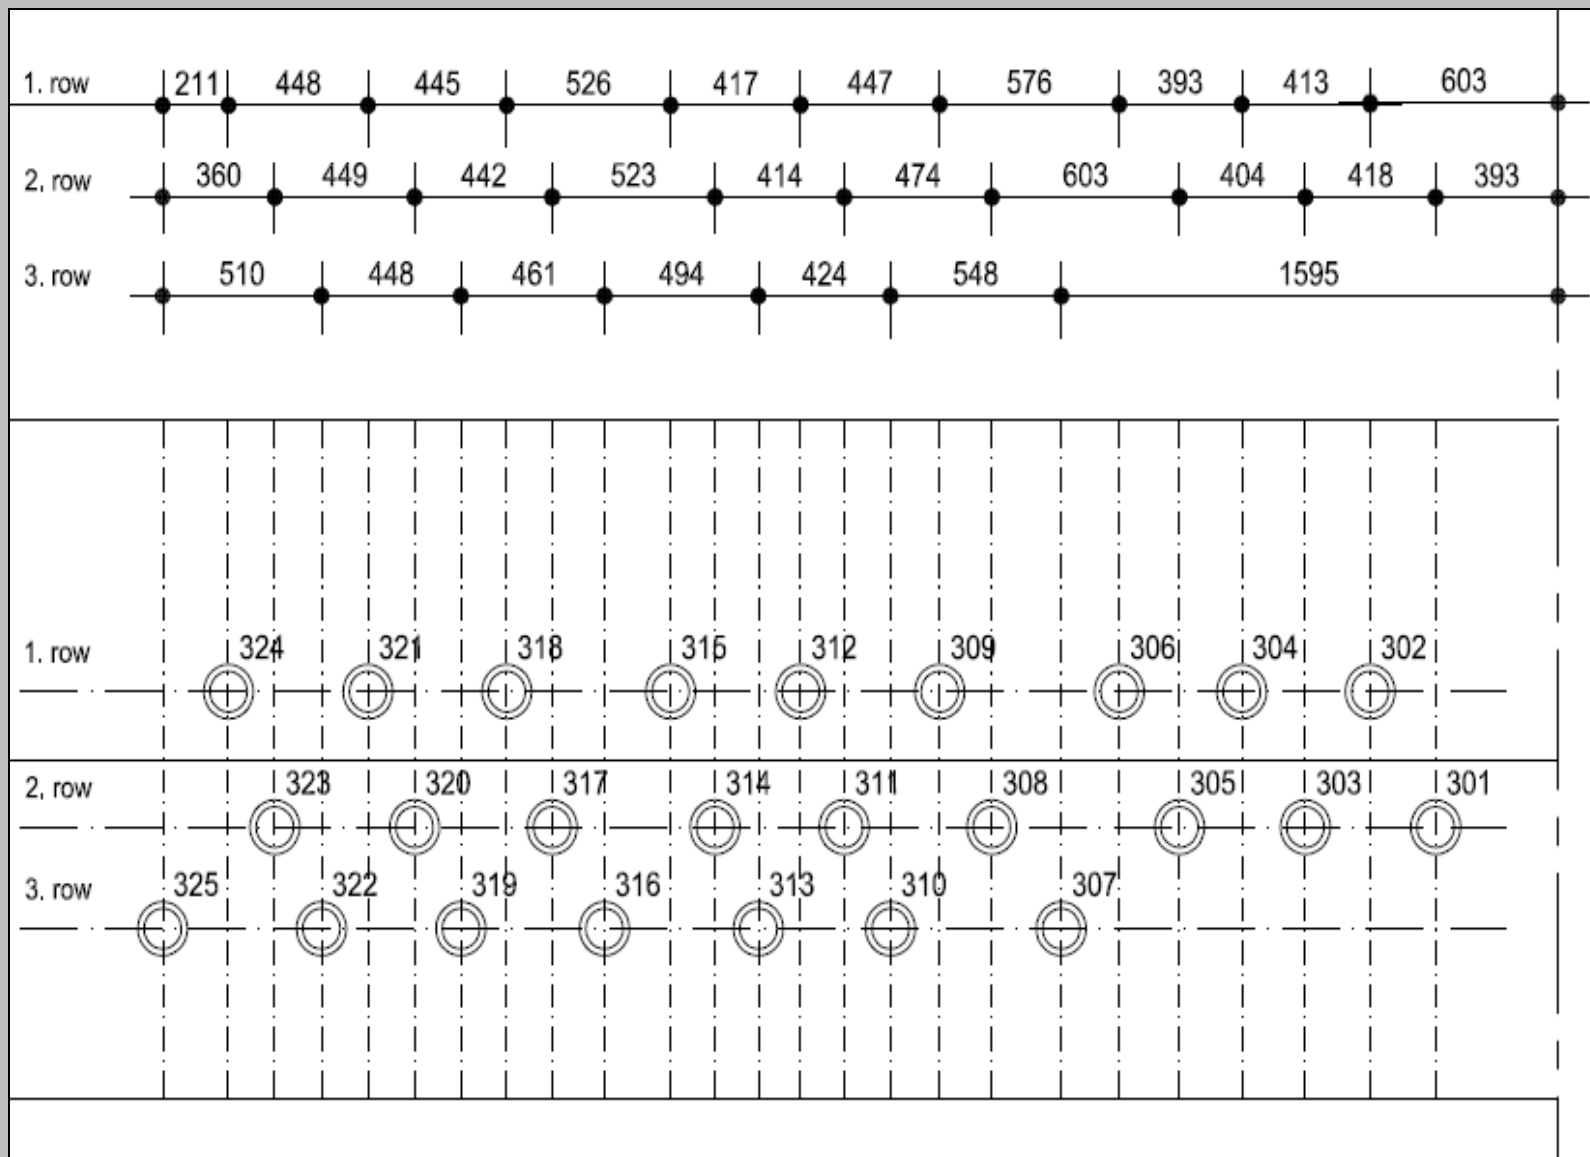 1. row 211 448 445 526 417 447 576 393 413 603
2. row 360 449 442 523 414 474 603 404 418 393
3. row 510 448 461 494 424 548 1595
1. row 324 321 318 315 312 309 306 304 302
2. row 323 320 317 314 311 308 305 303 301
3. row 325 322 319 316 313 310 307